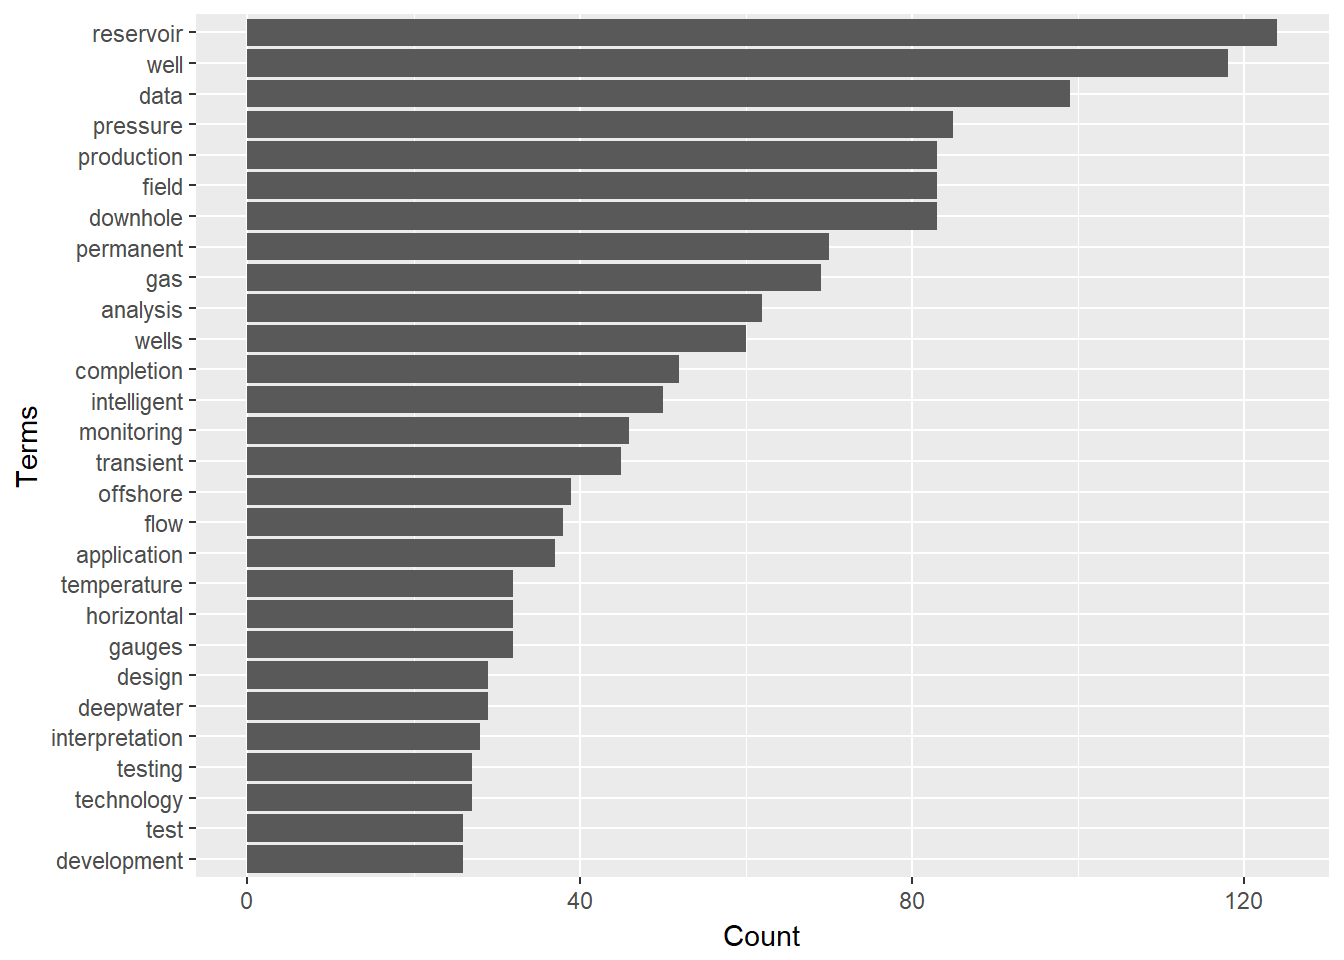 reservoir
well
data
pressure
production
field
downhole
permanent
gas
analysis
wells
completion
intelligent
monitoring
transient
offshore
flow
application
temperature
horizontal
gauges
design
deepwater
interpretation
testing
technology
test
development
Terms
0 40 80 120
Count